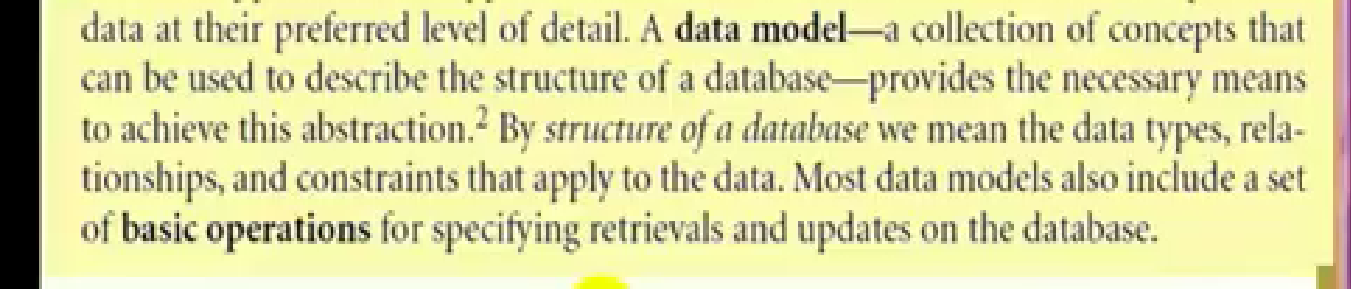 data at their preferred level of detail. A data model—a collection of concepts that
can be used to describe the structure of a database—provides the necessary means
to achieve this abstraction.2 By structure of a database we mean the data types, rela-
tionships, and constraints that apply to the data. Most data models also include a set
of basic operations for specifying retrievals and updates on the database.